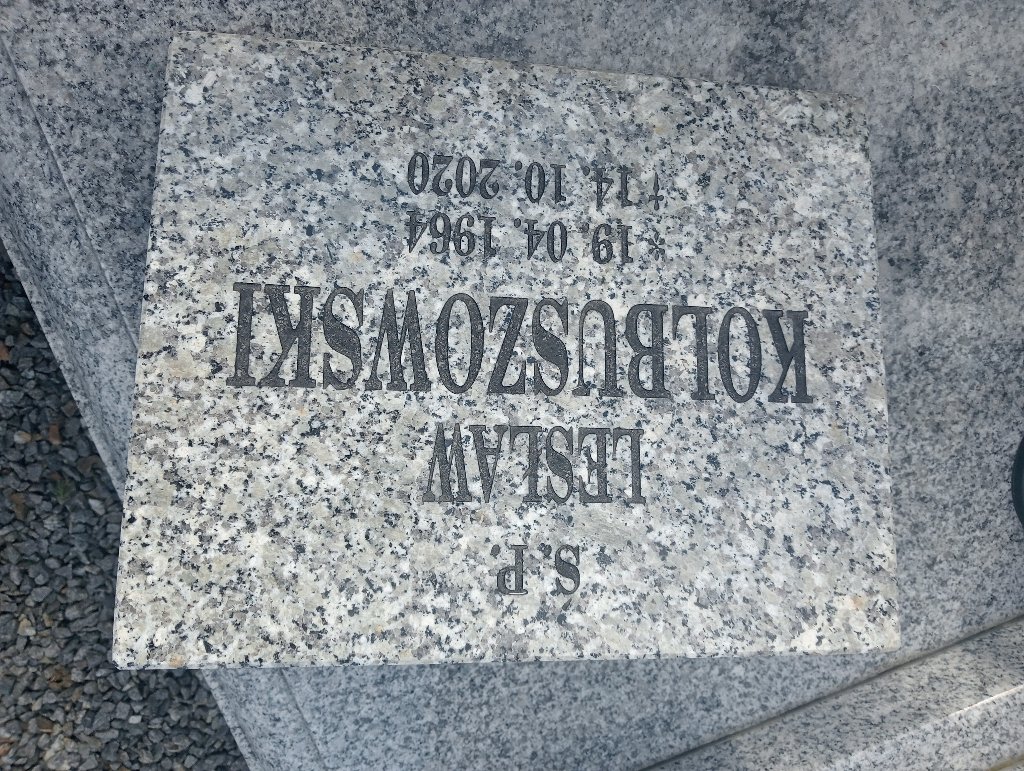 Ś.P.
LESŁAW
KOLBUSZOWSKI
* 19. 04. 1964
† 14. 10. 2020